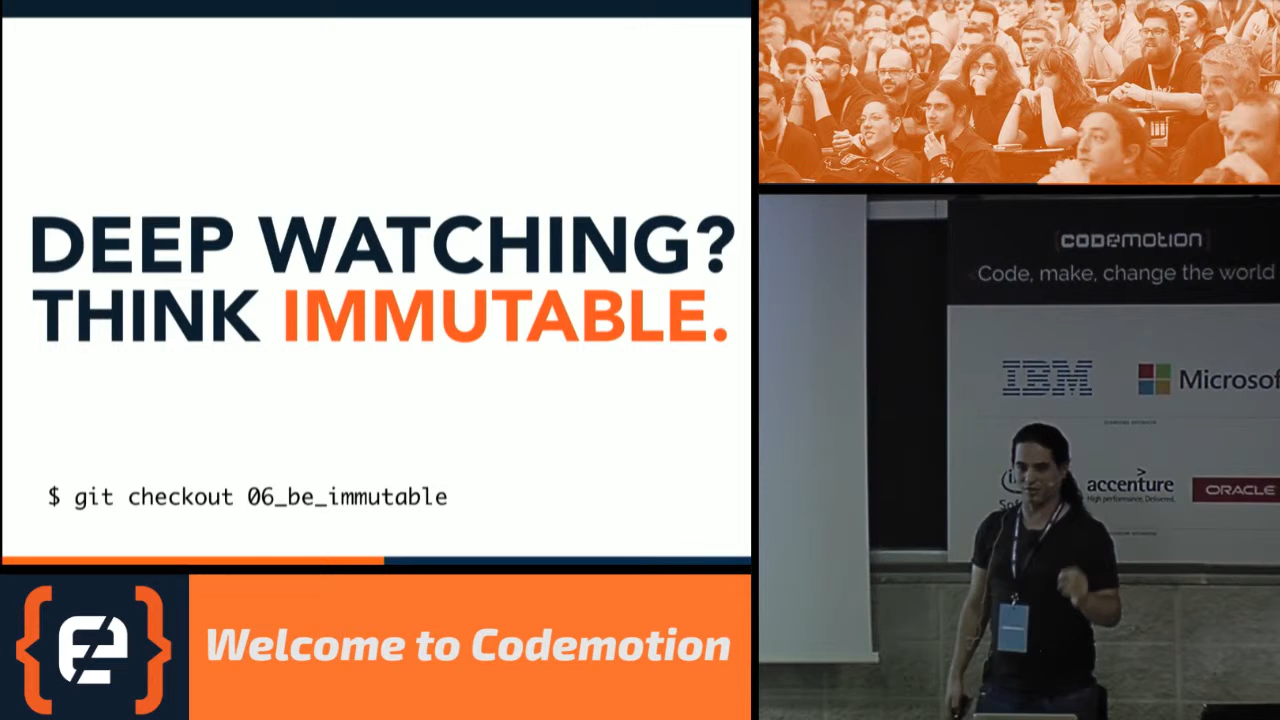 DEEP WATCHING?
THINK IMMUTABLE.
$ git checkout 06_be_immutable
Welcome to Codemotion
{CODEMOTION}
Code, make, change the world
IBM
Microsof
accenture
High performance. Delivered.
ORACLE